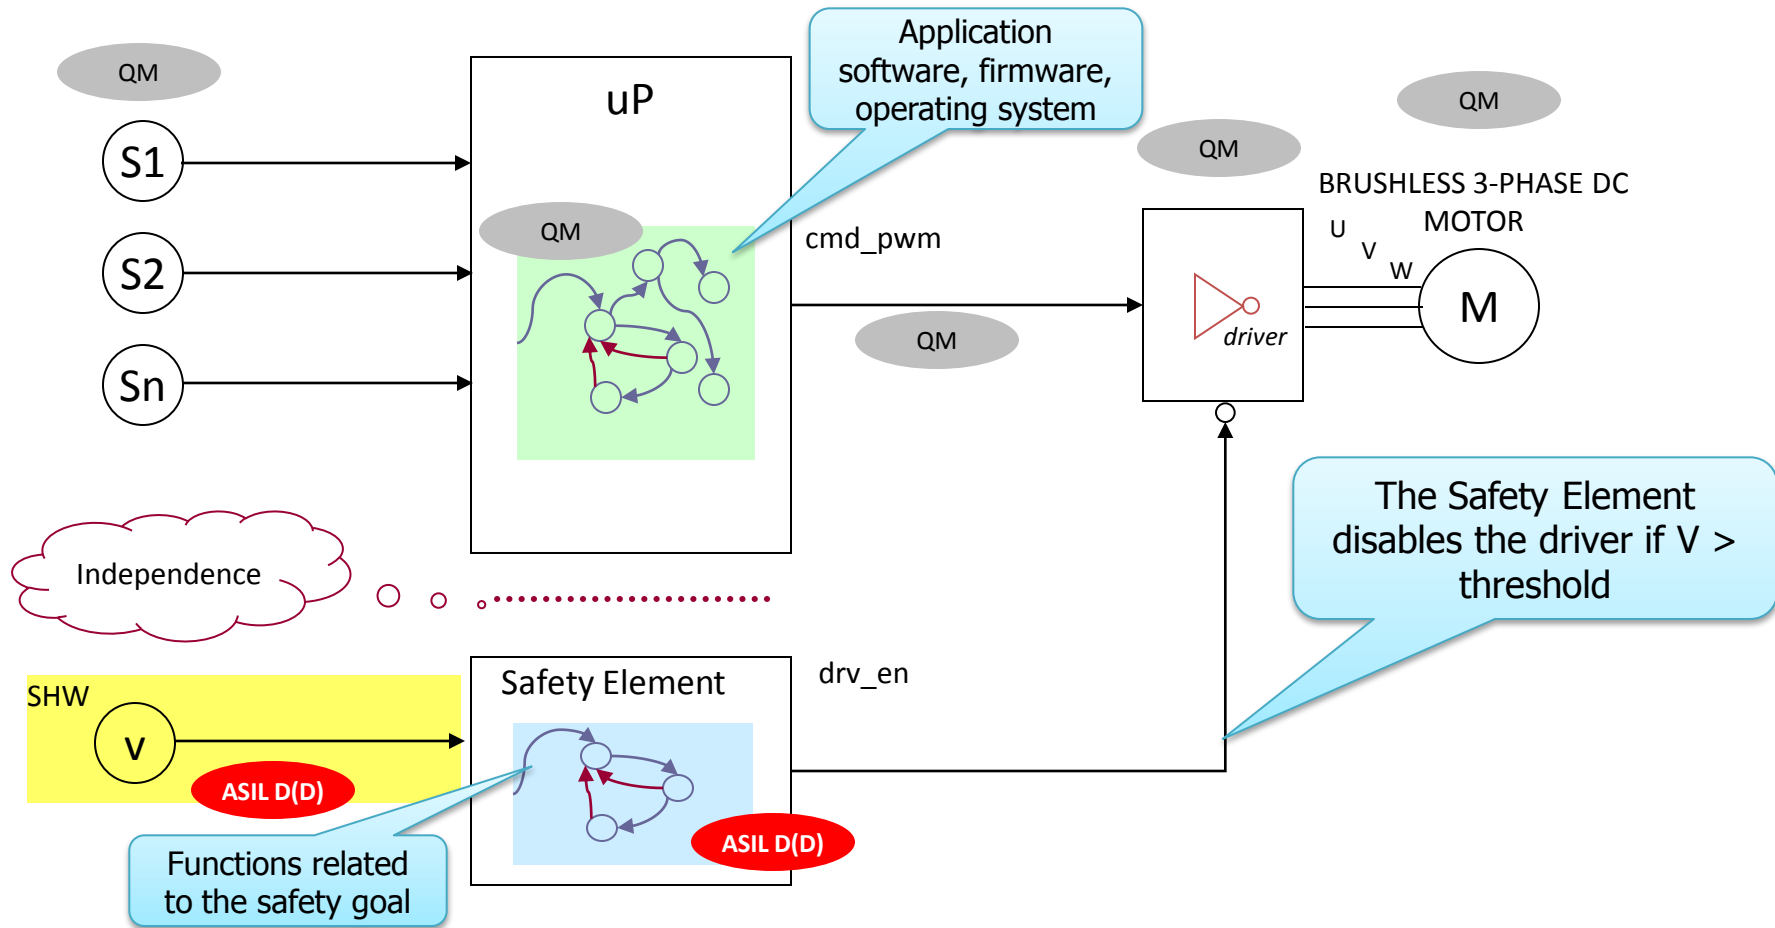 QM
S1
S2
Sn
uP
QM
Application
software, firmware,
operating system
cmd_pwm
QM
QM
driver
QM
BRUSHLESS 3-PHASE DC
MOTOR
U
V
W
M
The Safety Element
disables the driver if V >
threshold
Independence
SHW
v
ASIL D(D)
Safety Element
ASIL D(D)
drv_en
Functions related
to the safety goal